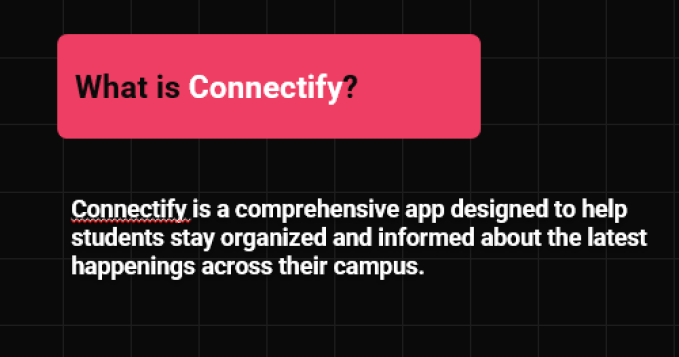 What is Connectify?
Connectify is a comprehensive app designed to help
students stay organized and informed about the latest
happenings across their campus.